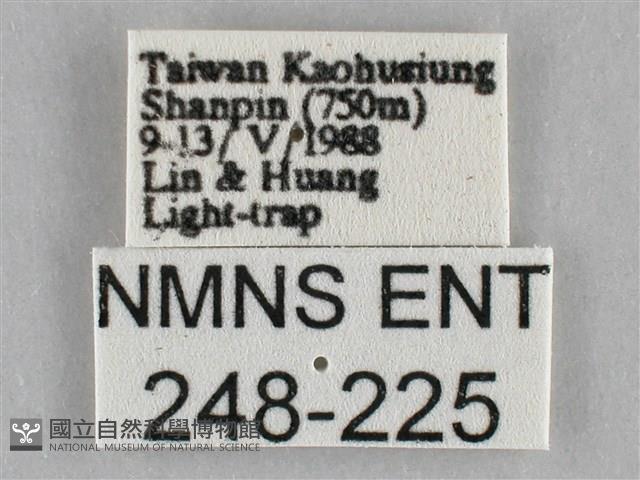 Taiwan Kaohusiung
Shanpin (750m)
9-13/V/1988
Lin & Huang
Light-trap
NMNS ENT
248-225
國立自然科學博物館
NATIONAL MUSEUM OF NATURAL SCIENCE